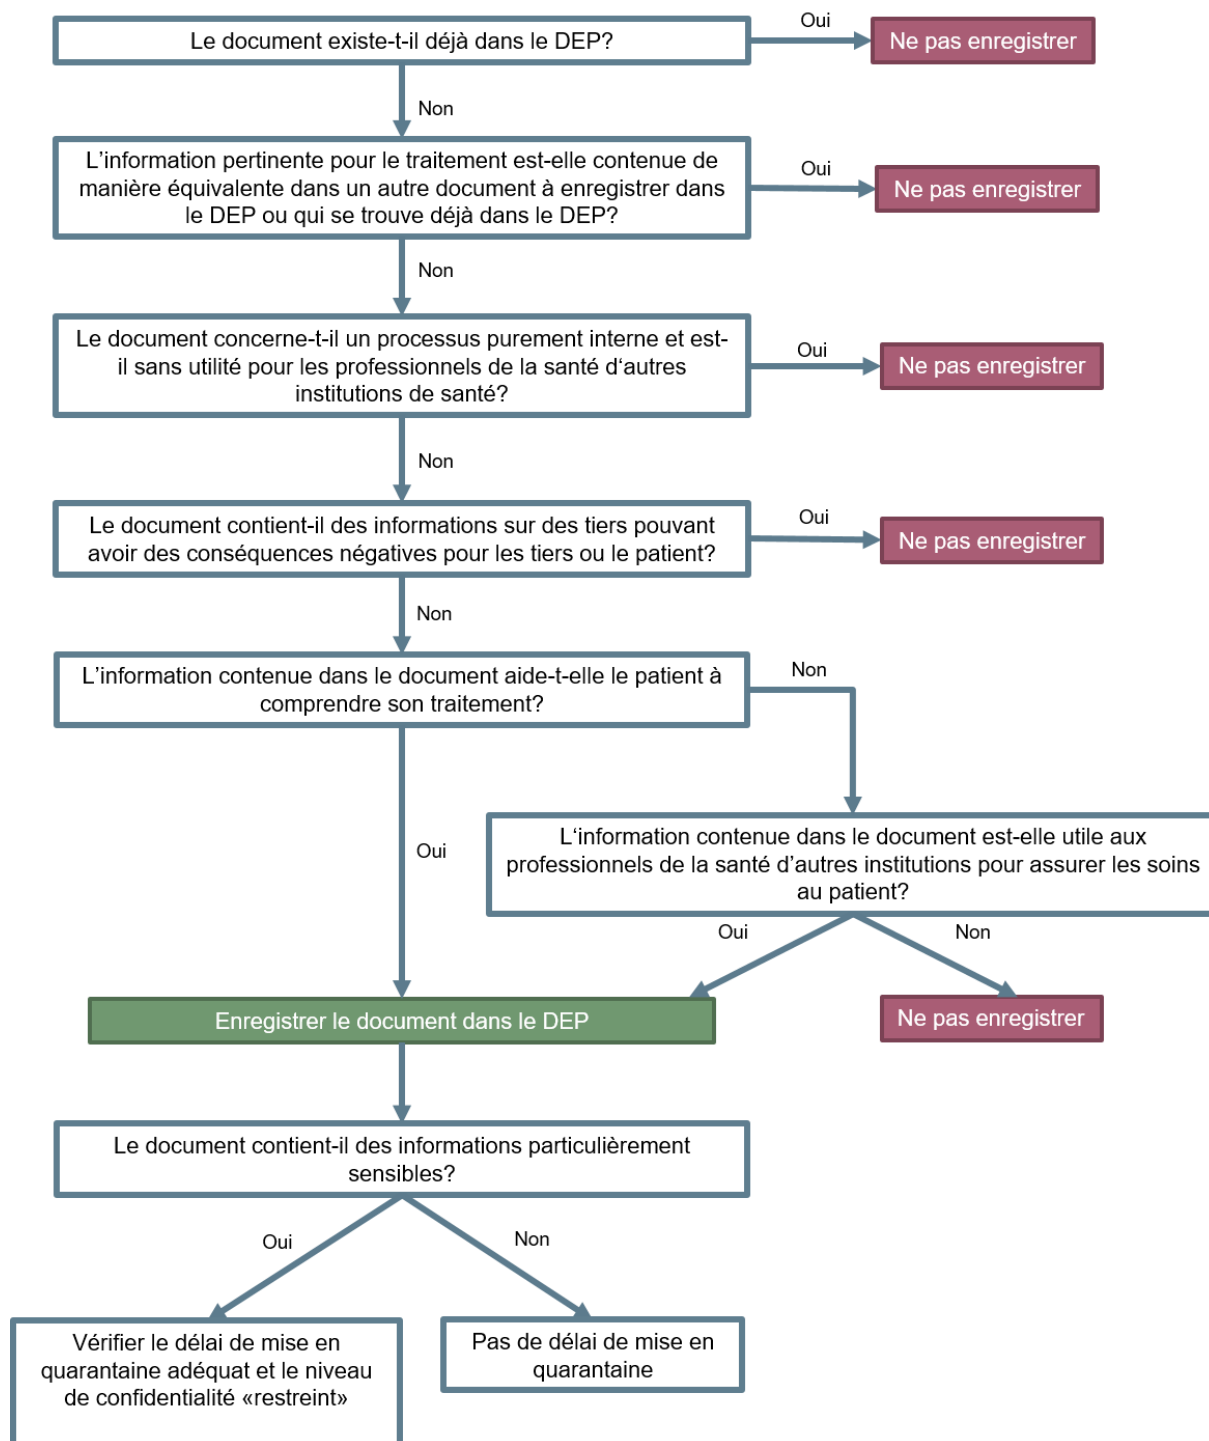 Le document existe-t-il déjà dans le DEP?
Oui
Ne pas enregistrer
Non
L’information pertinente pour le traitement est-elle contenue de
manière équivalente dans un autre document à enregistrer dans
le DEP ou qui se trouve déjà dans le DEP?
Oui
Ne pas enregistrer
Non
Le document concerne-t-il un processus purement interne et est-
il sans utilité pour les professionnels de la santé d‘autres
institutions de santé?
Oui
Ne pas enregistrer
Non
Le document contient-il des informations sur des tiers pouvant
avoir des conséquences négatives pour les tiers ou le patient?
Oui
Ne pas enregistrer
Non
L’information contenue dans le document aide-t-elle le patient à
comprendre son traitement?
Non
Oui
L‘information contenue dans le document est-elle utile aux
professionnels de la santé d’autres institutions pour assurer les soins
au patient?
Oui
Non
Enregistrer le document dans le DEP
Ne pas enregistrer
Le document contient-il des informations particulièrement
sensibles?
Oui
Non
Vérifier le délai de mise en
quarantaine adéquat et le niveau
de confidentialité «restreint»
Pas de délai de mise en
quarantaine